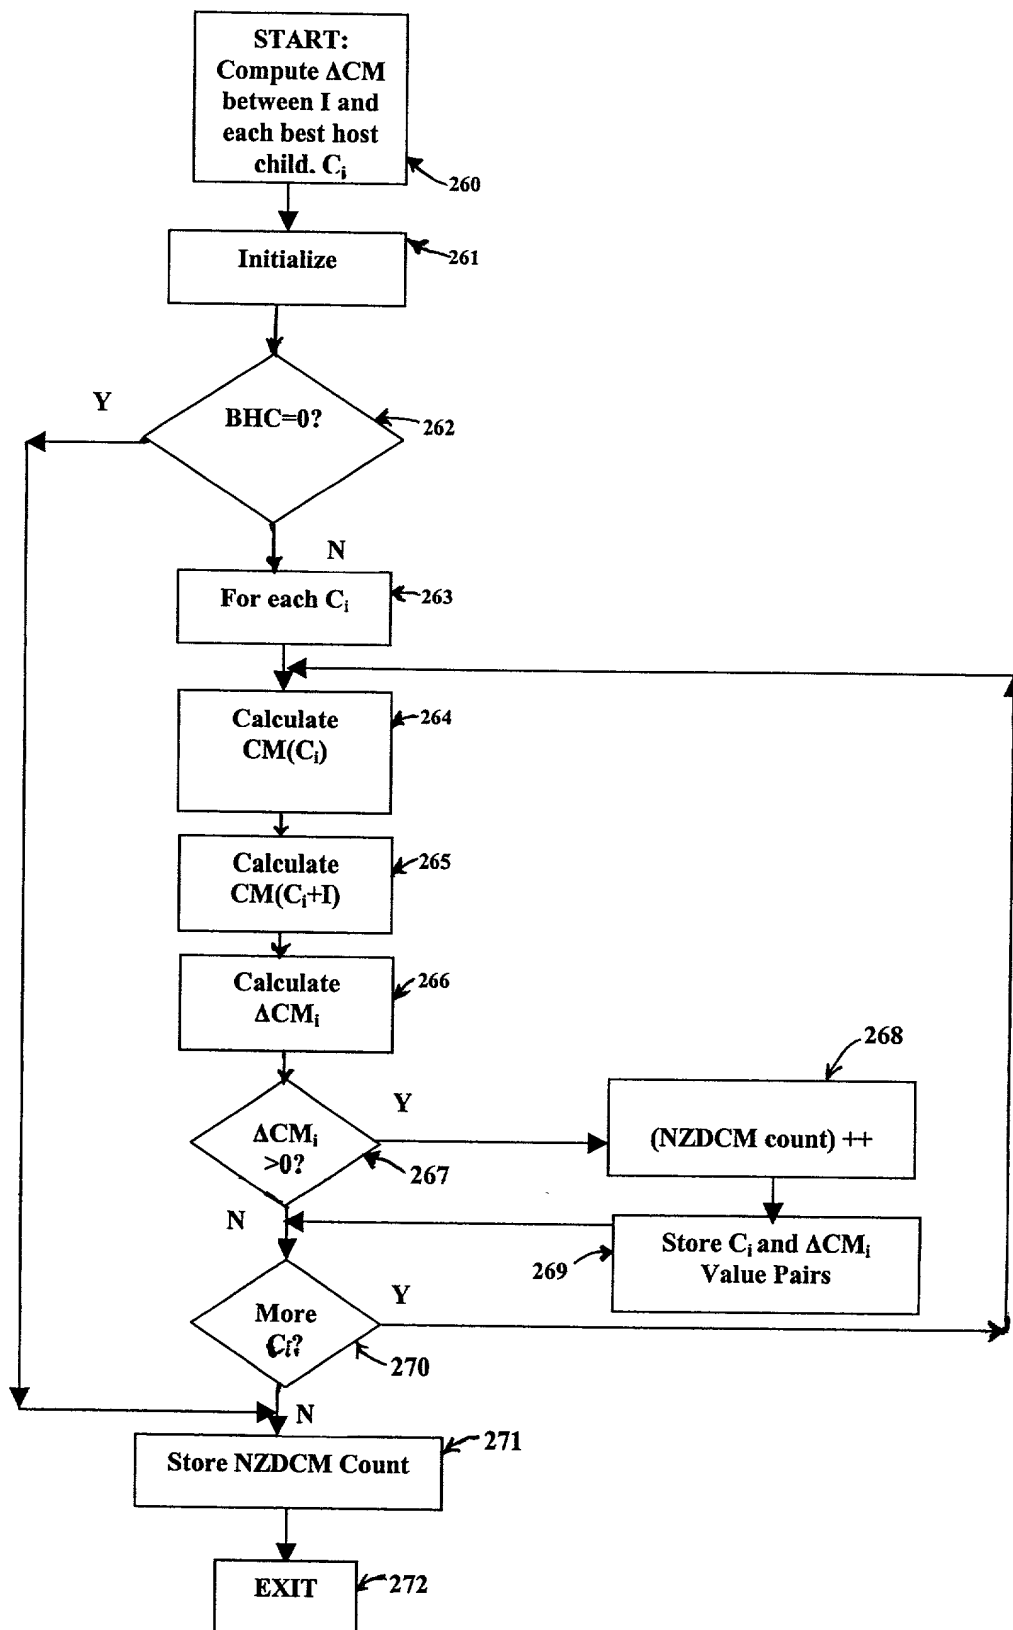 START:
Compute ΔCM
between I and
each best host
child. Ci
260
Initialize
261
Y
BHC=0?
262
N
For each Ci
263
Calculate
CM(Ci)
264
Calculate
CM(Ci+I)
265
Calculate
ΔCMi
266
268
Y
(NZDCM count) ++
ΔCMi
>0?
267
N
Store Ci and ΔCMi
Value Pairs
269
Y
More
Ci?
270
N
271
Store NZDCM Count
EXIT
272